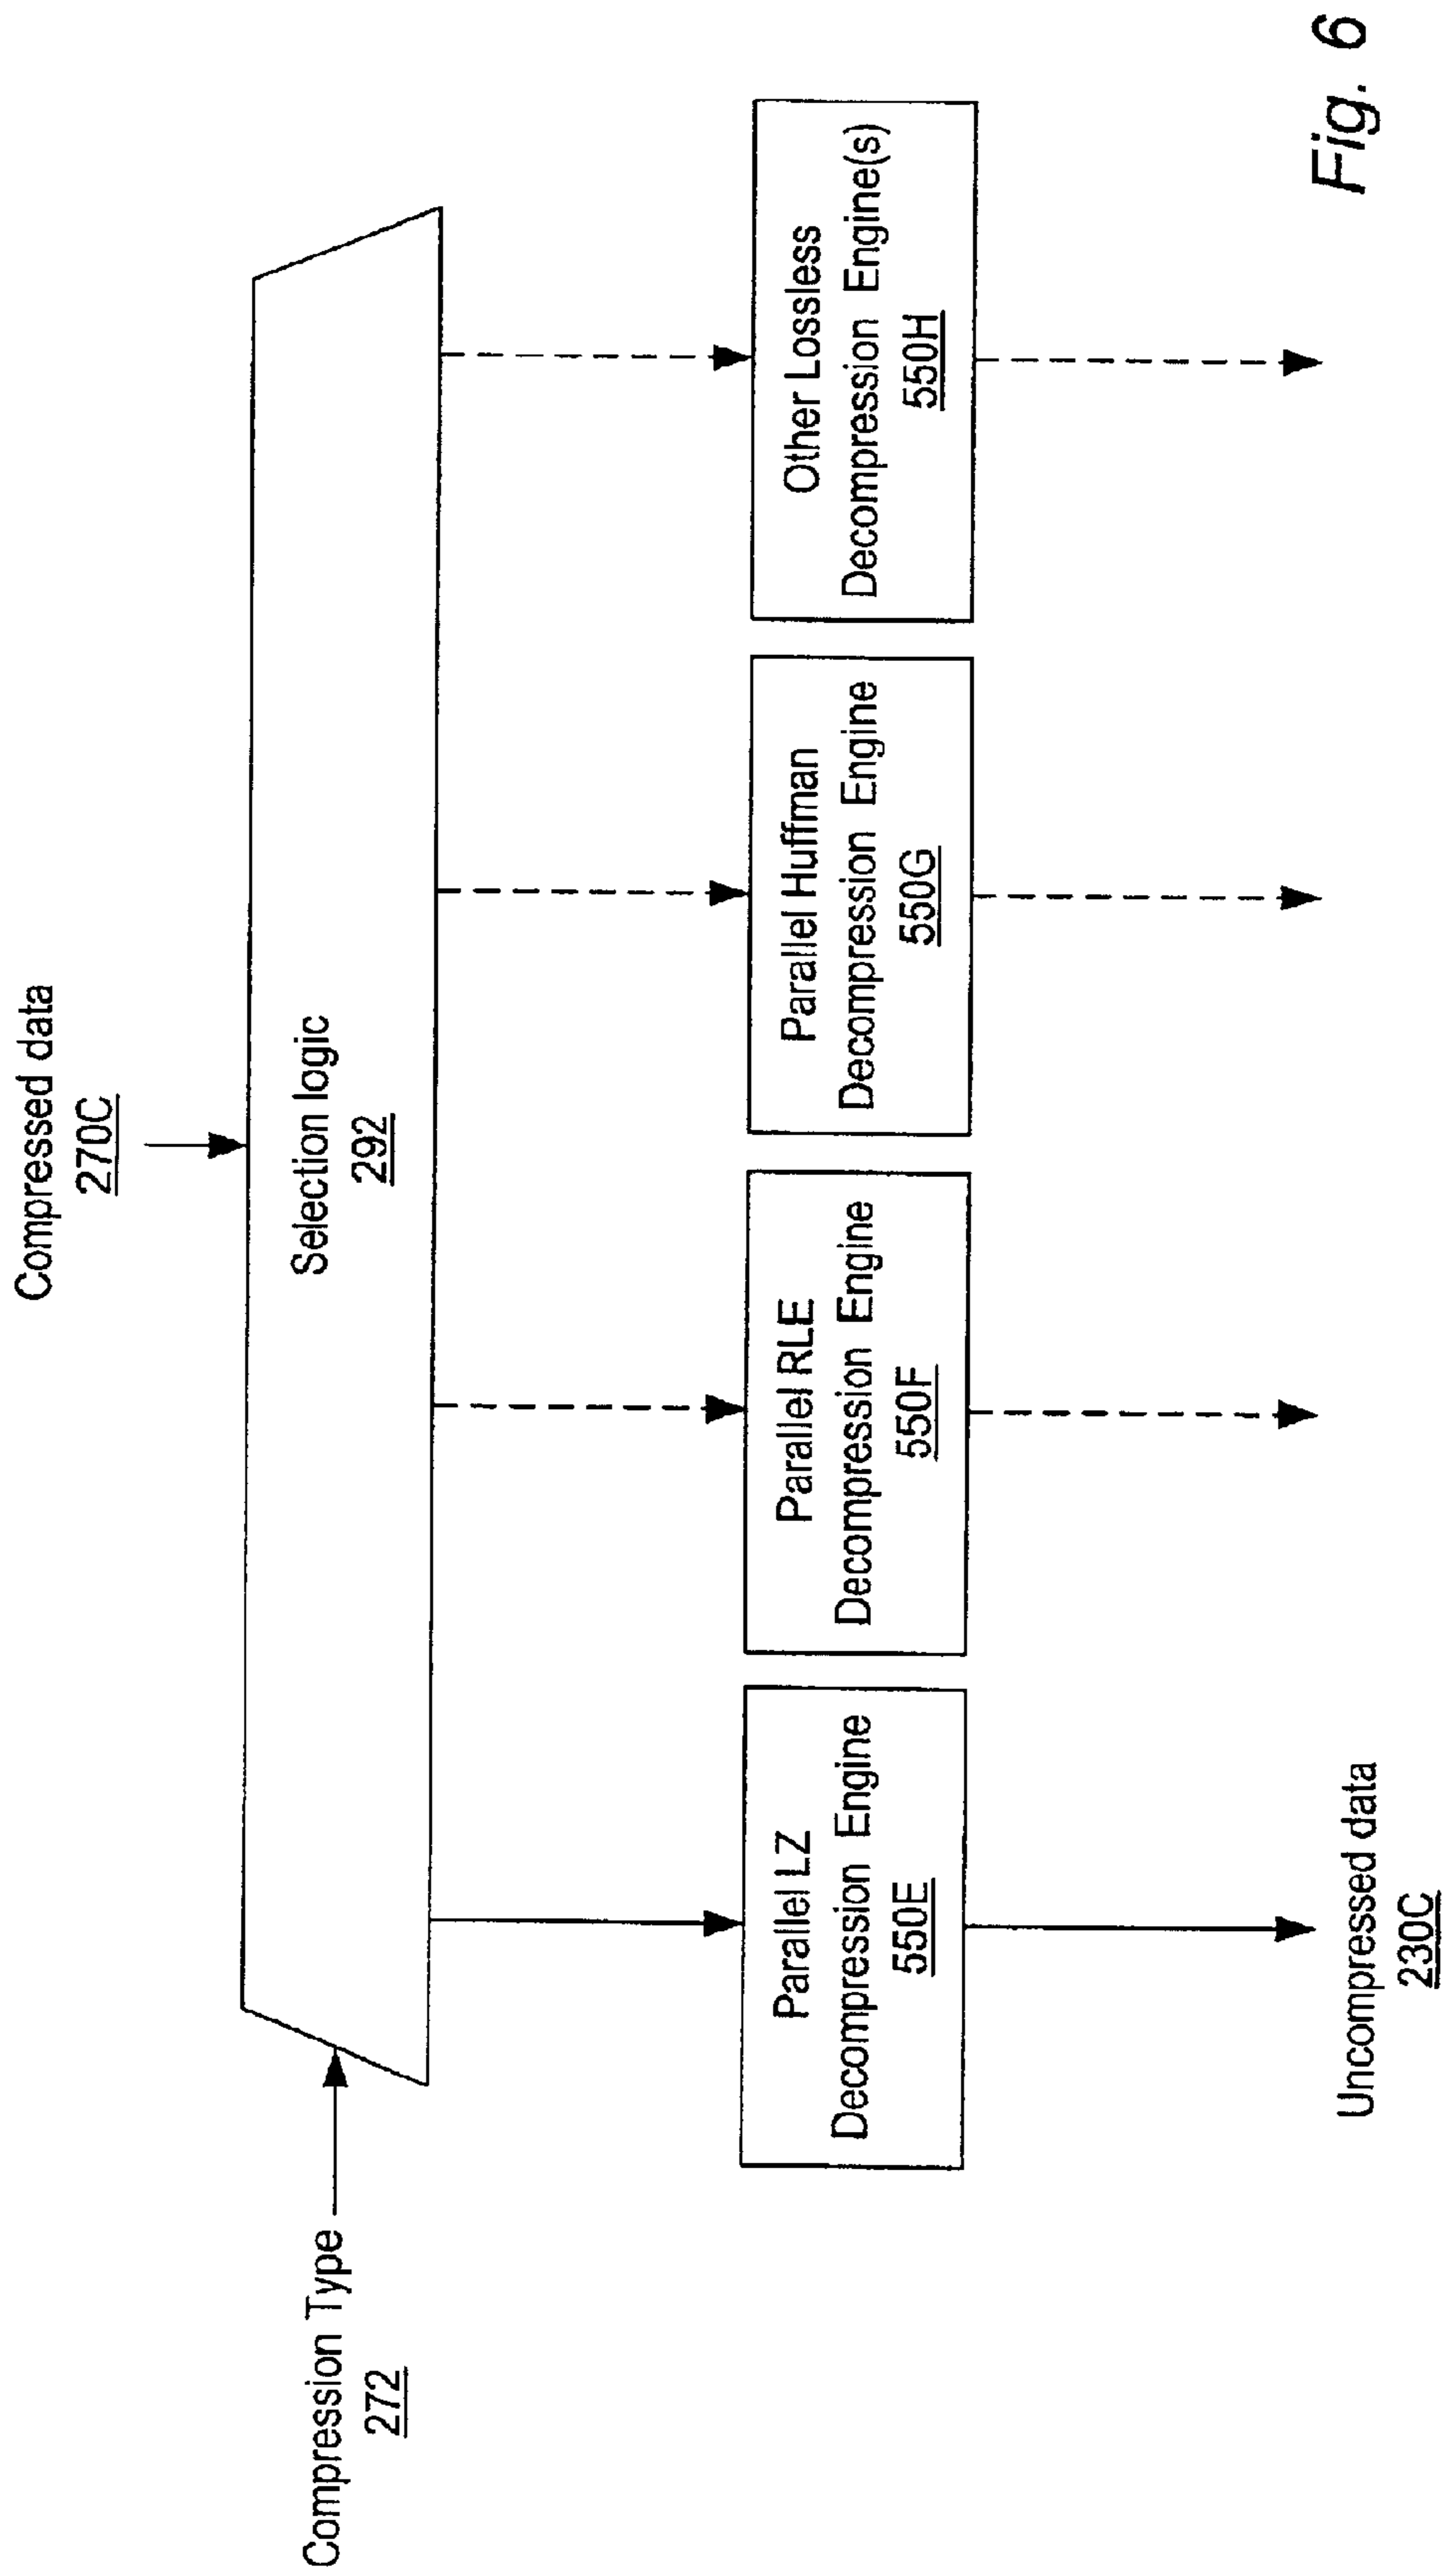 Compressed data
270C
Compression Type
272
Selection logic
292
Parallel LZ
Decompression Engine
550E
Parallel RLE
Decompression Engine
550F
Parallel Huffman
Decompression Engine
550G
Other Lossless
Decompression Engine(s)
550H
Uncompressed data
230C
Fig. 6